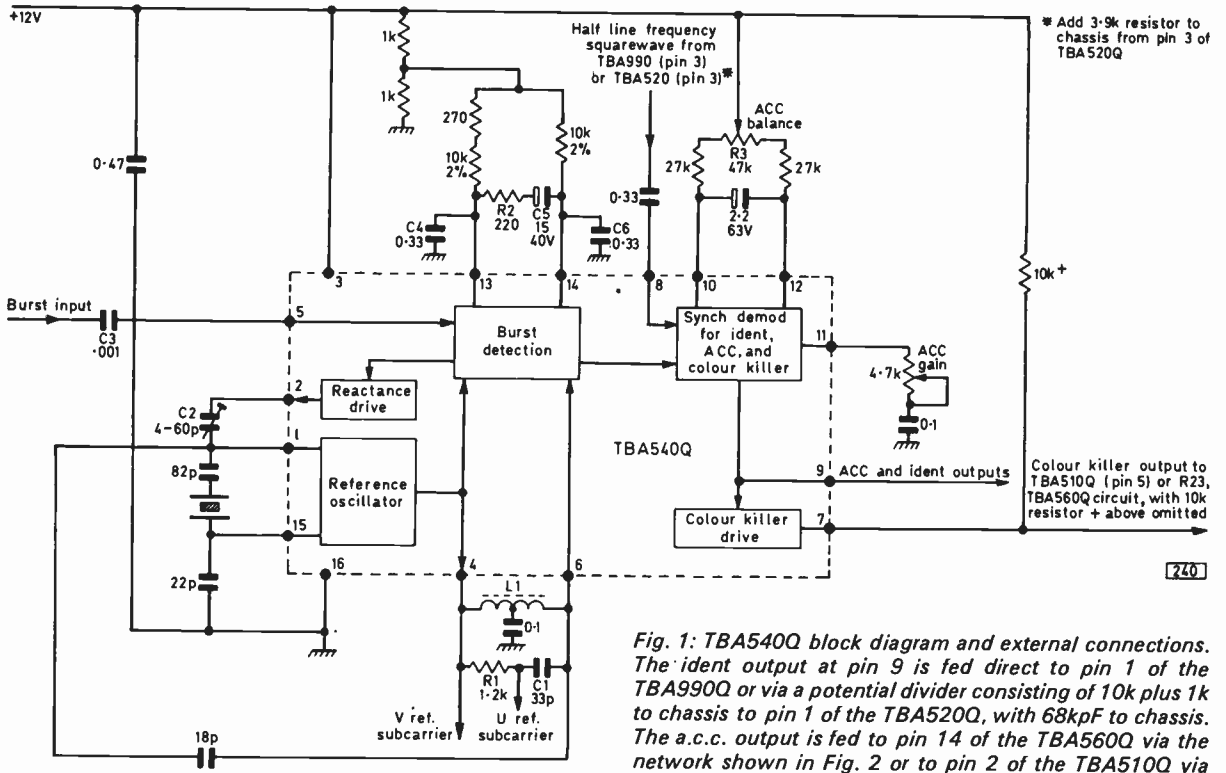 +12V
1k
1k
0·47
270
10k
2%
10k
2%
R2
220
C5
15
40V
C4
0·33
C6
0·33
Half line frequency
squarewave from
TBA990 (pin 3)
or TBA520 (pin 3)*
0·33
ACC
balance
R3
47k
27k
27k
2·2
63V
* Add 3·9k resistor to
chassis from pin 3 of
TBA520Q
10k +
3
13
14
8
10
12
Burst input
C3
·001
5
Burst
detection
Synch demod
for ident,
ACC, and
colour killer
11
ACC
gain
4·7k
0·1
2
Reactance
drive
C2
4-60p
1
82p
Reference
oscillator
15
22p
16
TBA540Q
9
ACC and ident outputs
Colour killer
drive
7
Colour killer output to
TBA510Q (pin 5) or R23,
TBA560Q circuit, with 10k
resistor + above omitted
4
6
L1
0·1
R1
1·2k
C1
33p
V ref.
subcarrier
U ref.
subcarrier
18p
240
Fig. 1: TBA540Q block diagram and external connections.
The ident output at pin 9 is fed direct to pin 1 of the
TBA990Q or via a potential divider consisting of 10k plus 1k
to chassis to pin 1 of the TBA520Q, with 68kpF to chassis.
The a.c.c. output is fed to pin 14 of the TBA560Q via the
network shown in Fig. 2 or to pin 2 of the TBA510Q via